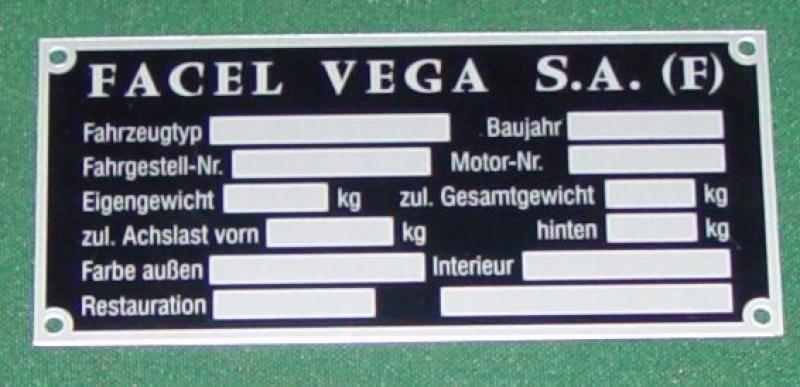 FACEL VEGA S.A. (F)
Fahrzeugtyp Baujahr
Fahrgestell-Nr. Motor-Nr.
Eigengewicht kg zul. Gesamtgewicht kg
zul. Achslast vorn kg hinten kg
Farbe außen Interieur
Restauration